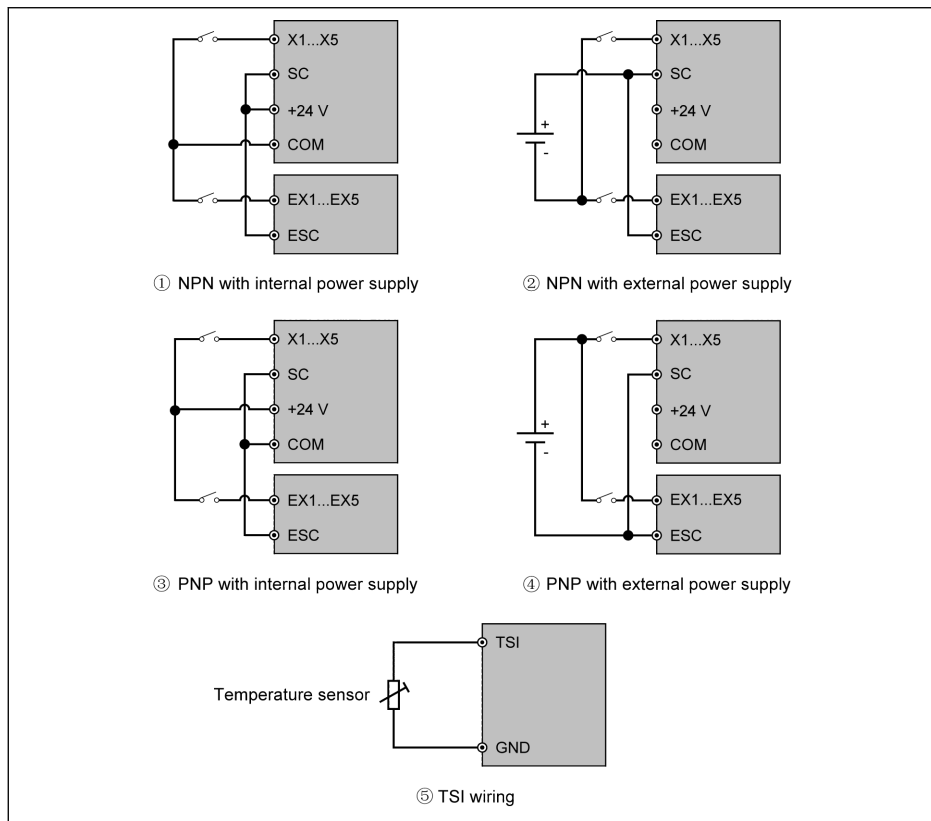 X1...X5
SC
+24 V
COM
EX1...EX5
ESC
① NPN with internal power supply
X1...X5
SC
+24 V
COM
EX1...EX5
ESC
+
-
② NPN with external power supply
X1...X5
SC
+24 V
COM
EX1...EX5
ESC
③ PNP with internal power supply
X1...X5
SC
+24 V
COM
EX1...EX5
ESC
+
-
④ PNP with external power supply
TSI
Temperature sensor
GND
⑤ TSI wiring